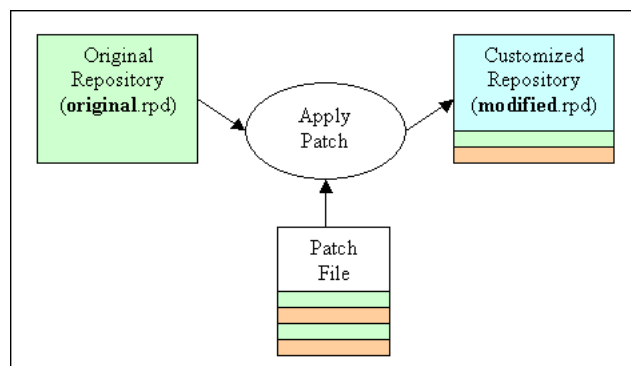 Original
Repository
(original.rpd)
Customized
Repository
(modified.rpd)
Apply
Patch
Patch
File